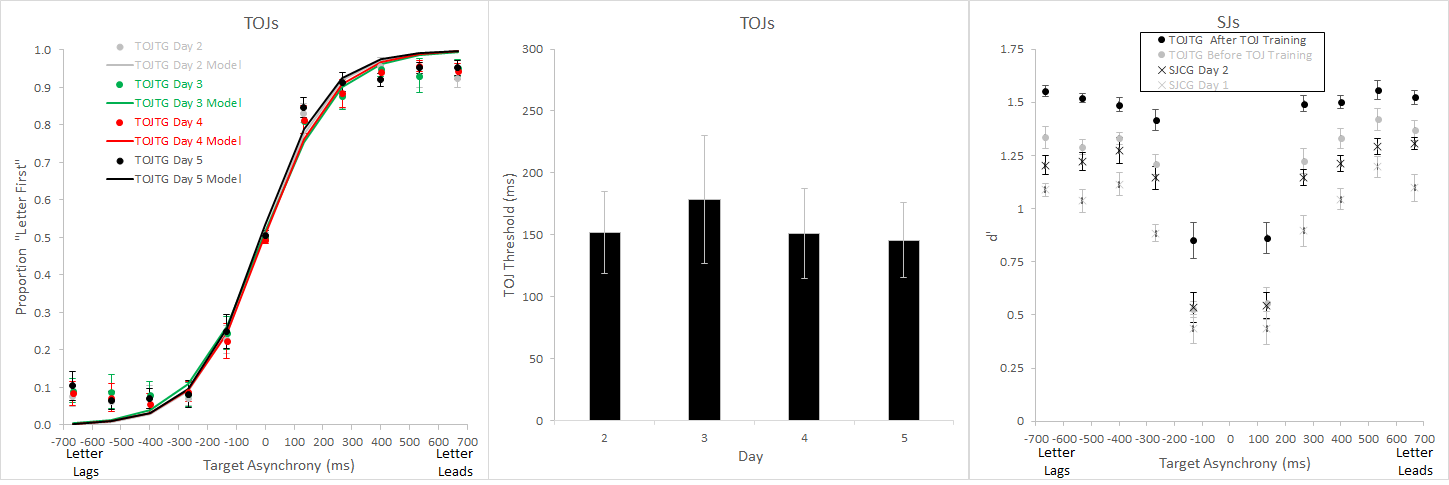 TOJs
TOJTG Day 2
TOJTG Day 2 Model
TOJTG Day 3
TOJTG Day 3 Model
TOJTG Day 4
TOJTG Day 4 Model
TOJTG Day 5
TOJTG Day 5 Model
Proportion "Letter First"
1.0
0.9
0.8
0.7
0.6
0.5
0.4
0.3
0.2
0.1
0.0
-700 -600 -500 -400 -300 -200 -100 0 100 200 300 400 500 600 700
Letter Lags
Target Asynchrony (ms)
Letter Leads
TOJs
TOJ Threshold (ms)
300
250
200
150
100
50
0
2 3 4 5
Day
SJs
TOJTG After TOJ Training
TOJTG Before TOJ Training
SJCG Day 2
SJCG Day 1
d'
1.75
1.5
1.25
1
0.75
0.5
0.25
0
-700 -600 -500 -400 -300 -200 -100 0 100 200 300 400 500 600 700
Letter Lags
Target Asynchrony (ms)
Letter Leads